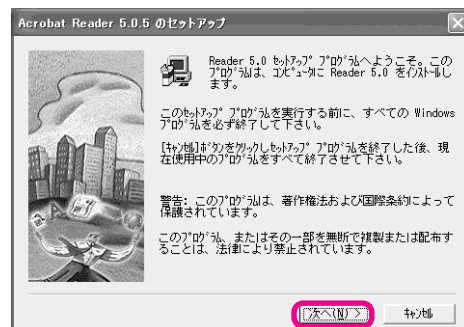 Acrobat Reader 5.0.5 のセットアップ
Reader 5.0 ｾｯﾄｱｯﾌﾟ ﾌﾟﾛｸﾞﾗﾑへようこそ。この
ﾌﾟﾛｸﾞﾗﾑは、ｺﾝﾋﾟｭｰﾀに Reader 5.0 をｲﾝｽﾄｰﾙし
ます。
このｾｯﾄｱｯﾌﾟ ﾌﾟﾛｸﾞﾗﾑを実行する前に、すべての Windows
ﾌﾟﾛｸﾞﾗﾑを必ず終了して下さい。
[ｷｬﾝｾﾙ]ﾎﾞﾀﾝをｸﾘｯｸしｾｯﾄｱｯﾌﾟ ﾌﾟﾛｸﾞﾗﾑを終了した後、現
在使用中のﾌﾟﾛｸﾞﾗﾑをすべて終了させて下さい。
警告: このﾌﾟﾛｸﾞﾗﾑは、著作権法および国際条約によって
保護されています。
このﾌﾟﾛｸﾞﾗﾑ、またはその一部を無断で複製または配布す
ることは、法律により禁止されています。
次へ(N) >
ｷｬﾝｾﾙ